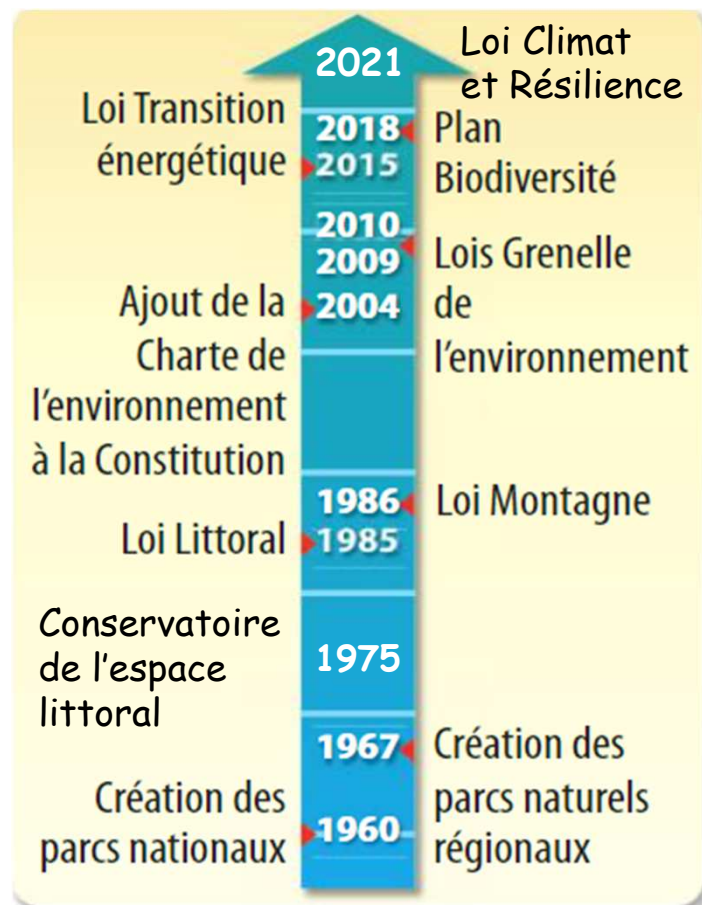 2021
Loi Climat
et Résilience
Loi Transition
énergétique
2018
Plan
Biodiversité
2015
2010
2009
Lois Grenelle
de
l'environnement
Ajout de la
Charte de
l'environnement
à la Constitution
2004
1986
Loi Montagne
Loi Littoral
1985
Conservatoire
de l'espace
littoral
1975
1967
Création des
parcs naturels
régionaux
Création des
parcs nationaux
1960